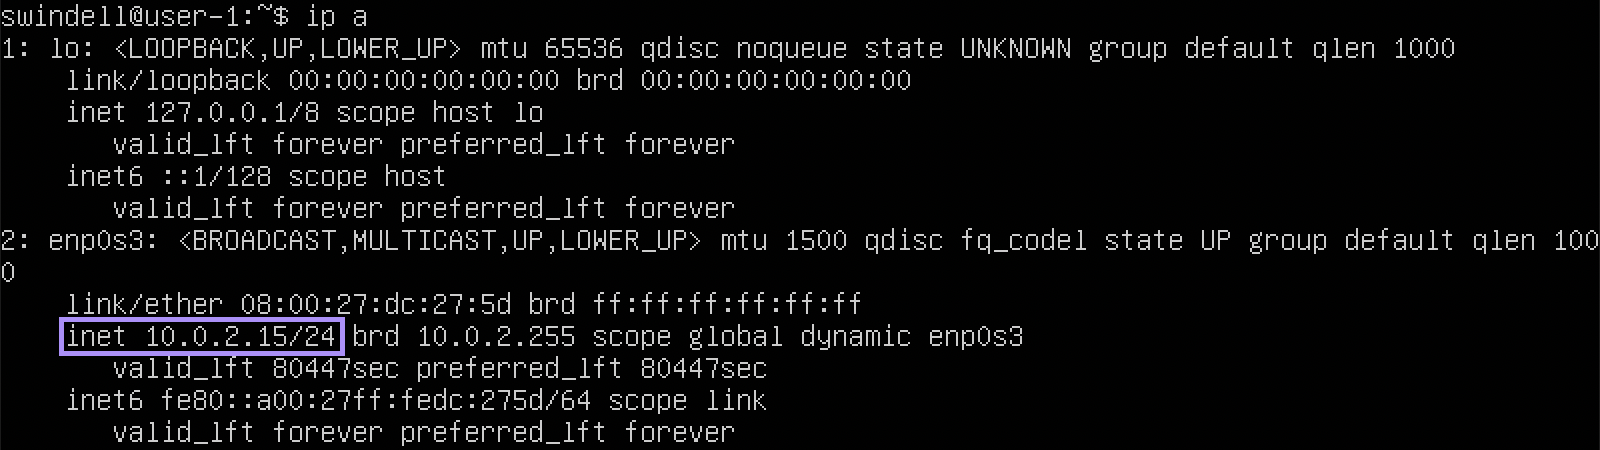 swindell@user-1:~$ ip a
1: lo: <LOOPBACK,UP,LOWER_UP> mtu 65536 qdisc noqueue state UNKNOWN group default qlen 1000
    link/loopback 00:00:00:00:00:00 brd 00:00:00:00:00:00
    inet 127.0.0.1/8 scope host lo
       valid_lft forever preferred_lft forever
    inet6 ::1/128 scope host
       valid_lft forever preferred_lft forever
2: enp0s3: <BROADCAST,MULTICAST,UP,LOWER_UP> mtu 1500 qdisc fq_codel state UP group default qlen 100
0
    link/ether 08:00:27:dc:27:5d brd ff:ff:ff:ff:ff:ff
    inet 10.0.2.15/24 brd 10.0.2.255 scope global dynamic enp0s3
       valid_lft 80447sec preferred_lft 80447sec
    inet6 fe80::a00:27ff:fedc:275d/64 scope link
       valid_lft forever preferred_lft forever